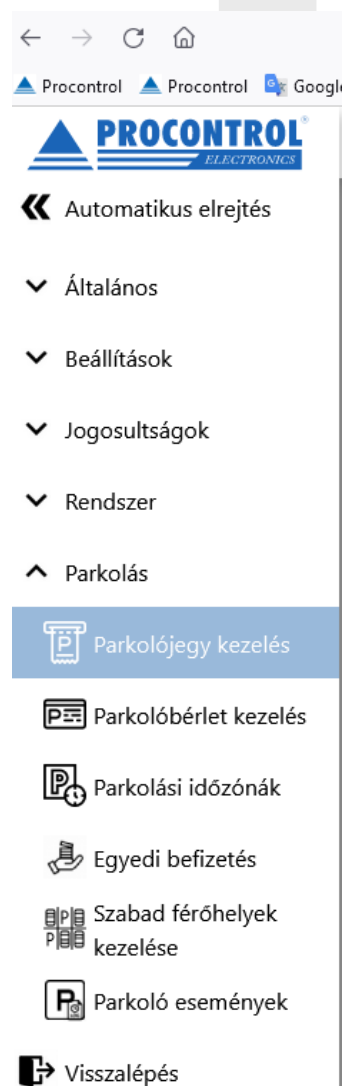 Procontrol Procontrol Googl
PROCONTROL®
ELECTRONICS
Automatikus elrejtés
Általános
Beállítások
Jogosultságok
Rendszer
Parkolás
Parkolójegy kezelés
Parkolóbérlet kezelés
Parkolási időzónák
Egyedi befizetés
Szabad férőhelyek
kezelése
Parkoló események
Visszalépés